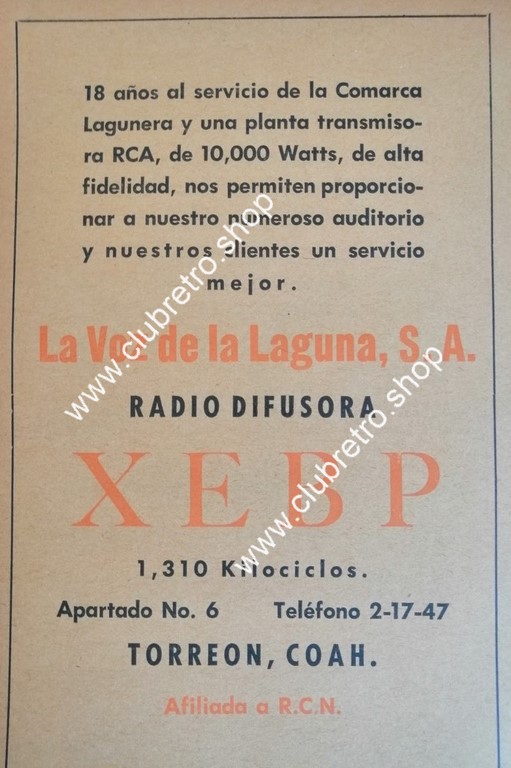 18 años al servicio de la Comarca
Lagunera y una planta transmiso-
ra RCA, de 10,000 Watts, de alta
fidelidad, nos permiten proporcio-
nar a nuestro numeroso auditorio
y nuestros clientes un servicio
mejor.
La Voz de la Laguna, S. A.
RADIO DIFUSORA
XEBP
1,310 Kilociclos.
Apartado No. 6 Teléfono 2-17-47
TORREON, COAH.
Afiliada a R.C.N.
www.clubretro.shop
www.clubretro.shop